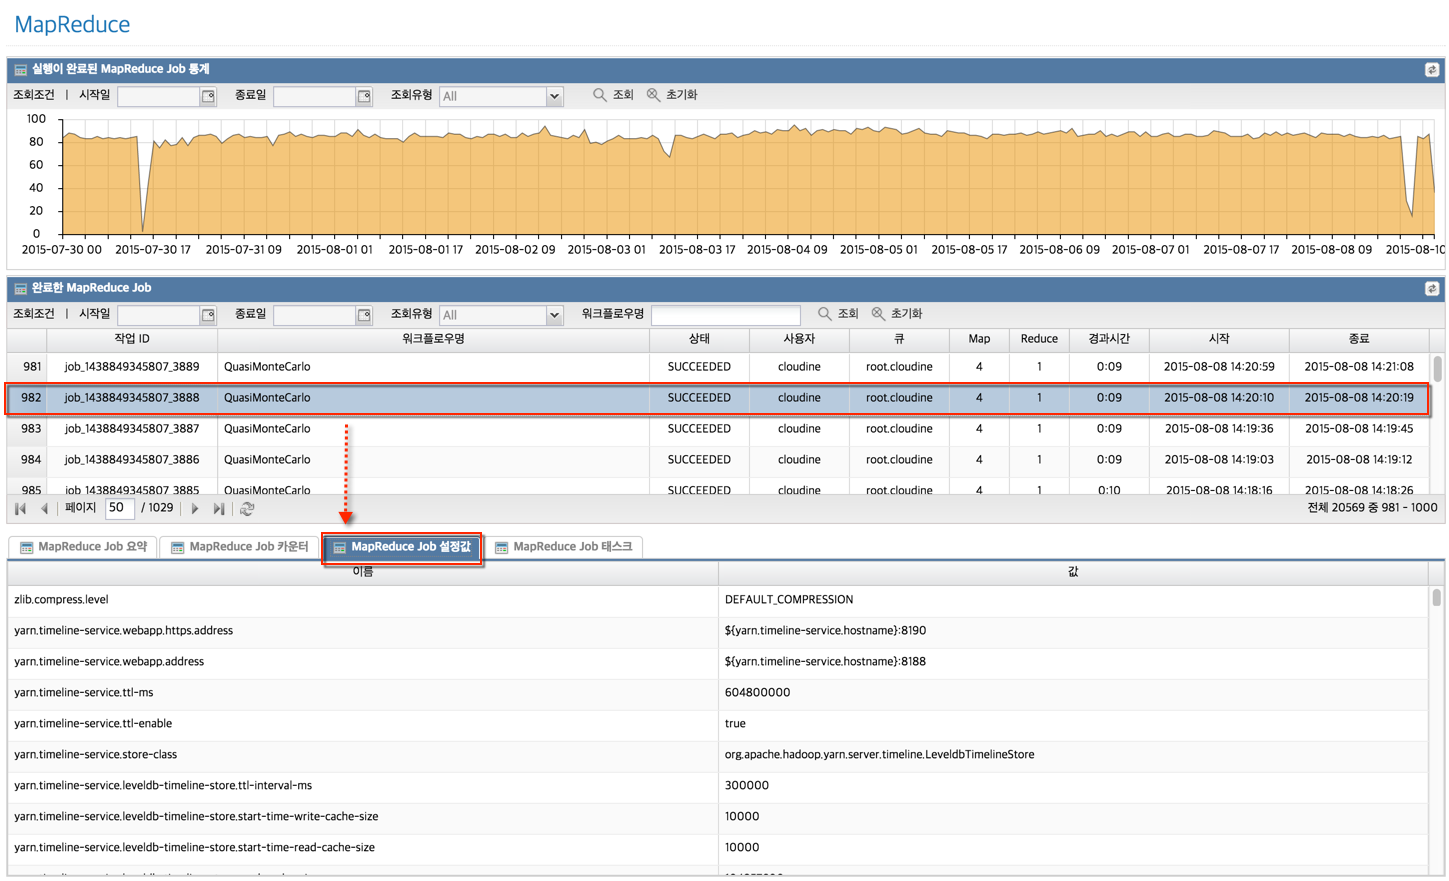 MapReduce
실행이 완료된 MapReduce Job 통계
조회조건 | 시작일 종료일 조회유형 All 조회 초기화
100
80
60
40
20
0
2015-07-30 00 2015-07-30 17 2015-07-31 09 2015-08-01 01 2015-08-01 17 2015-08-02 09 2015-08-03 01 2015-08-03 17 2015-08-04 09 2015-08-05 01 2015-08-05 17 2015-08-06 09 2015-08-07 01 2015-08-07 17 2015-08-08 09 2015-08-10
완료한 MapReduce Job
조회조건 | 시작일 종료일 조회유형 All 워크플로우명 조회 초기화
작업 ID 워크플로우명 상태 사용자 큐 Map Reduce 경과시간 시작 종료
981 job_1438849345807_3889 QuasiMonteCarlo SUCCEEDED cloudine root.cloudine 4 1 0:09 2015-08-08 14:20:59 2015-08-08 14:21:08
982 job_1438849345807_3888 QuasiMonteCarlo SUCCEEDED cloudine root.cloudine 4 1 0:09 2015-08-08 14:20:10 2015-08-08 14:20:19
983 job_1438849345807_3887 QuasiMonteCarlo SUCCEEDED cloudine root.cloudine 4 1 0:09 2015-08-08 14:19:36 2015-08-08 14:19:45
984 job_1438849345807_3886 QuasiMonteCarlo SUCCEEDED cloudine root.cloudine 4 1 0:09 2015-08-08 14:19:03 2015-08-08 14:19:12
985 job_1438849345807_3885 QuasiMonteCarlo SUCCEEDED cloudine root.cloudine 4 1 0:10 2015-08-08 14:18:16 2015-08-08 14:18:26
페이지 50 / 1029 전체 20569 중 981 - 1000
MapReduce Job 요약 MapReduce Job 카운터 MapReduce Job 설정값 MapReduce Job 태스크
이름 값
zlib.compress.level DEFAULT_COMPRESSION
yarn.timeline-service.webapp.https.address ${yarn.timeline-service.hostname}:8190
yarn.timeline-service.webapp.address ${yarn.timeline-service.hostname}:8188
yarn.timeline-service.ttl-ms 604800000
yarn.timeline-service.ttl-enable true
yarn.timeline-service.store-class org.apache.hadoop.yarn.server.timeline.LeveldbTimelineStore
yarn.timeline-service.leveldb-timeline-store.ttl-interval-ms 300000
yarn.timeline-service.leveldb-timeline-store.start-time-write-cache-size 10000
yarn.timeline-service.leveldb-timeline-store.start-time-read-cache-size 10000